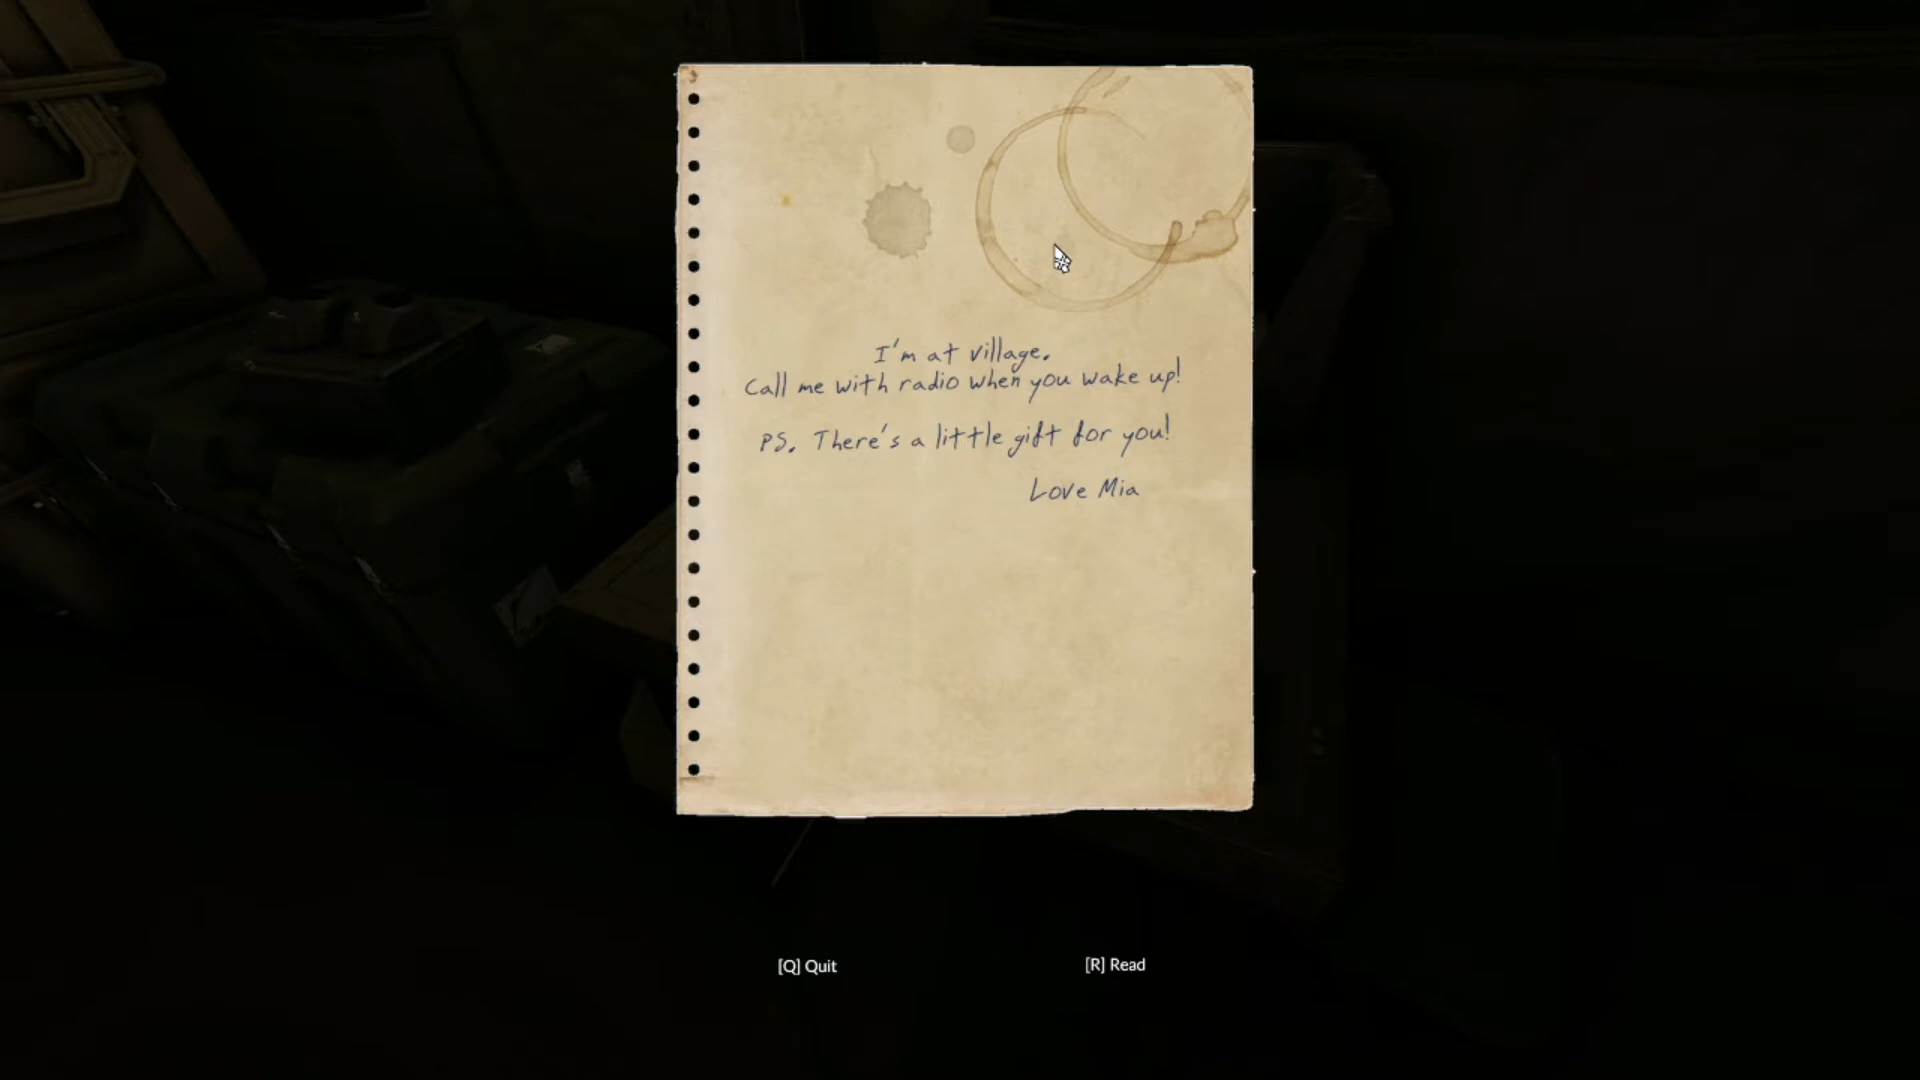 I'm at village.
Call me with radio when you wake up!
PS. There's a little gift for you!
Love Mia
[Q] Quit
[R] Read